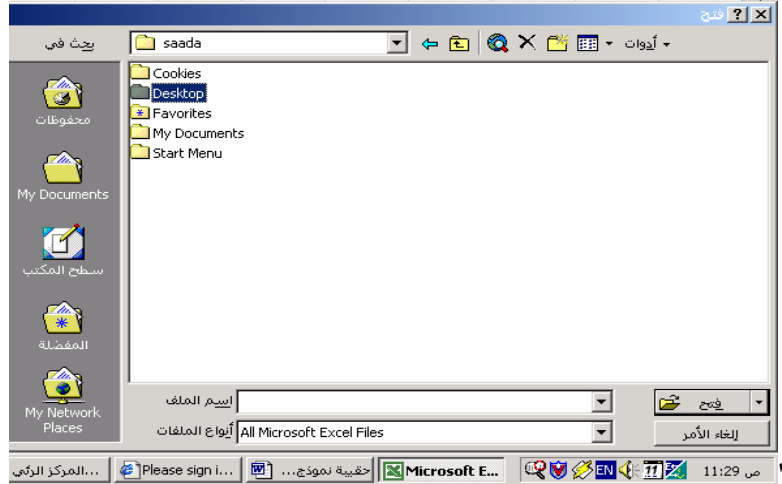 فتح
بحث في
saada
أدوات
محفوظات
My Documents
سطح المكتب
المفضلة
My Network
Places
Cookies
Desktop
Favorites
My Documents
Start Menu
اسم الملف
فتح
أنواع الملفات
All Microsoft Excel Files
إلغاء الأمر
المركز الرئي...
Please sign i...
حقيبة نموذج...
Microsoft E...
EN
11:29 ص